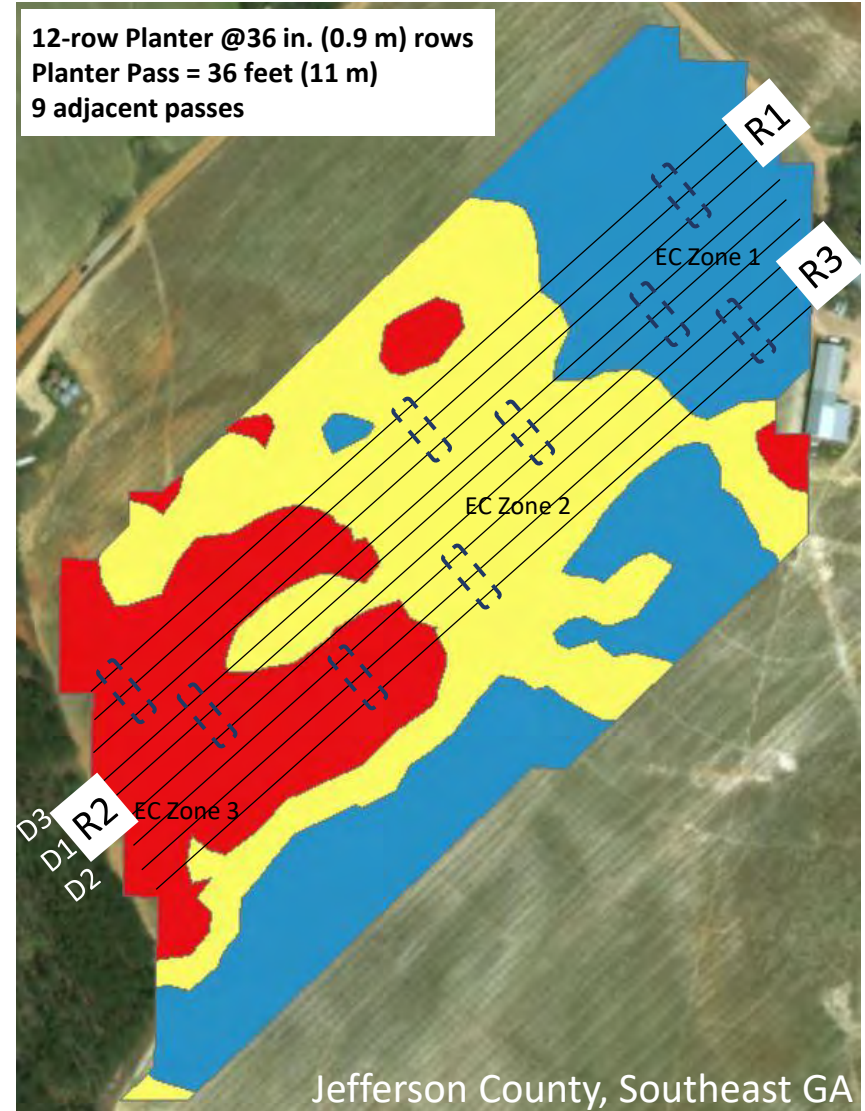 12-row Planter @36 in. (0.9 m) rows
Planter Pass = 36 feet (11 m)
9 adjacent passes
R1
EC Zone 1
R3
EC Zone 2
EC Zone 3
R2
D3
D1
D2
Jefferson County, Southeast GA